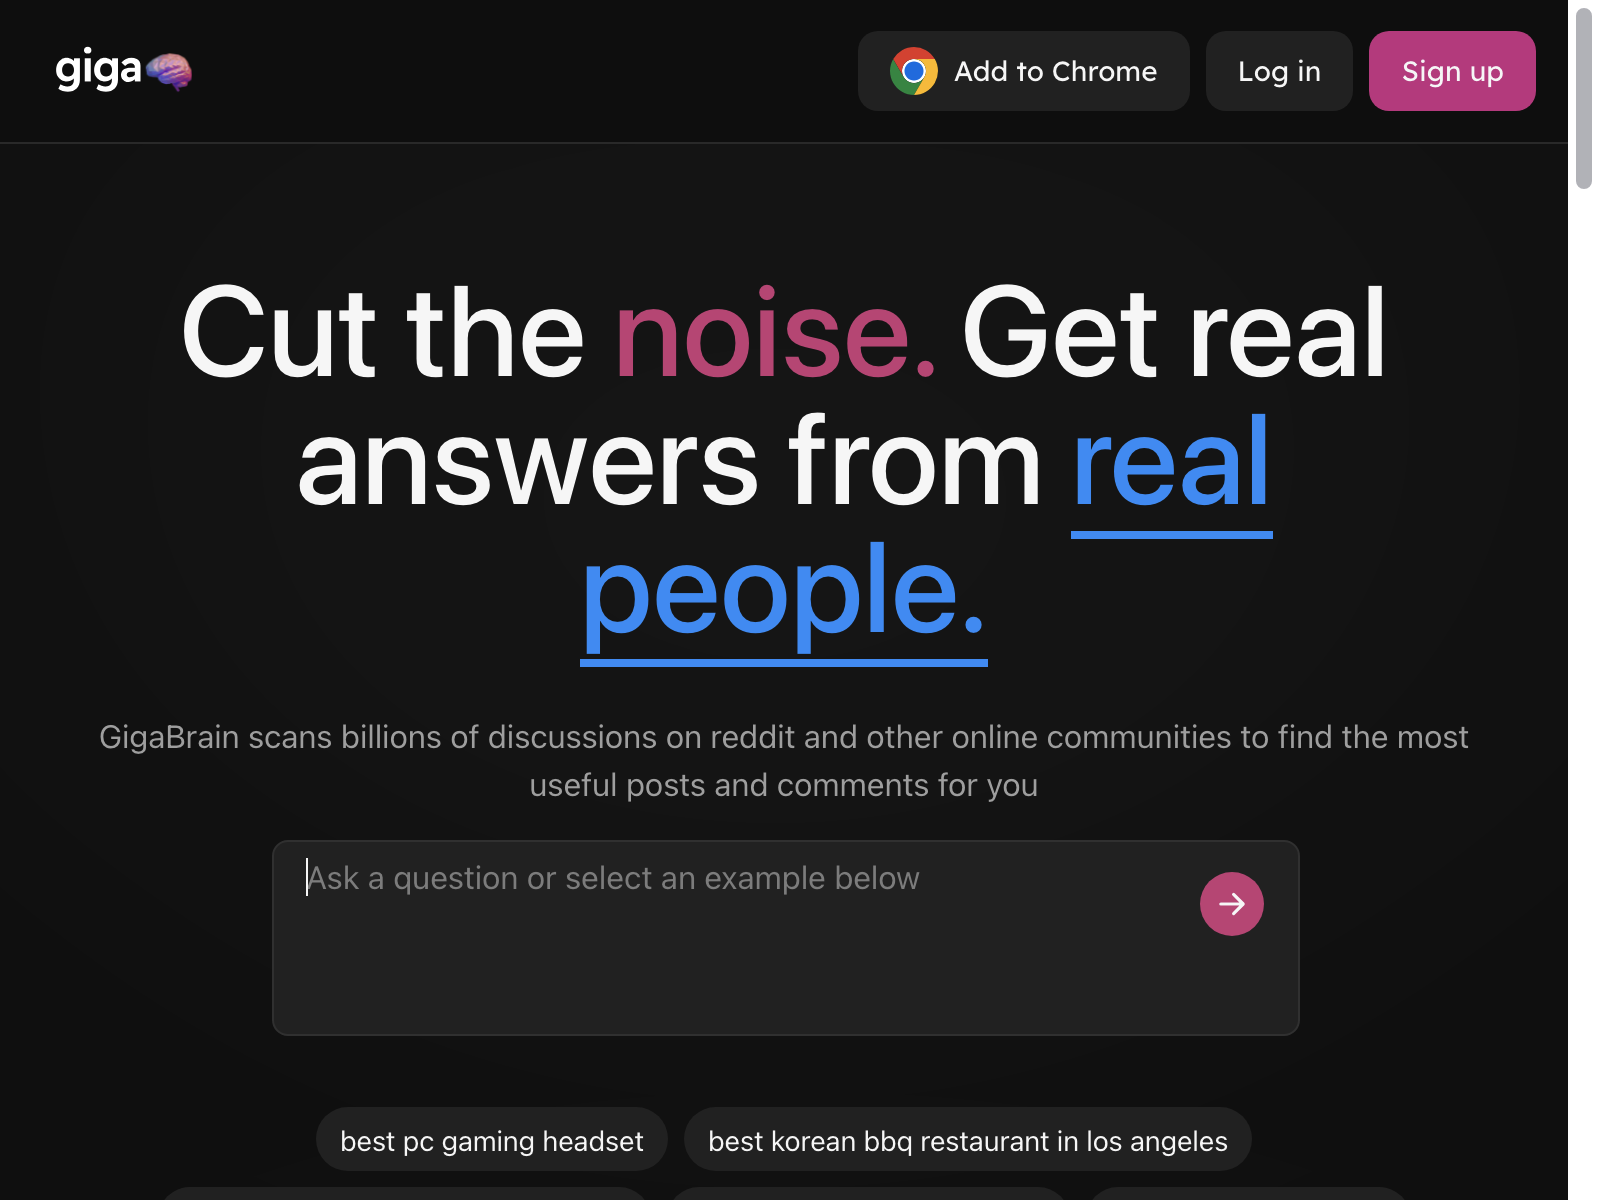 giga
Add to Chrome
Log in
Sign up
Cut the noise. Get real
answers from real
people.
GigaBrain scans billions of discussions on reddit and other online communities to find the most
useful posts and comments for you
Ask a question or select an example below
best pc gaming headset
best korean bbq restaurant in los angeles